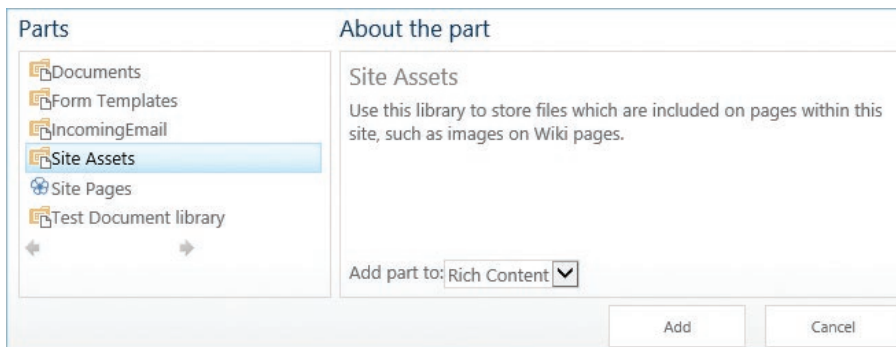 Parts
About the part
Documents
Form Templates
IncomingEmail
Site Assets
Site Pages
Test Document library
Site Assets
Use this library to store files which are included on pages within this
site, such as images on Wiki pages.
Add part to: Rich Content
Add
Cancel